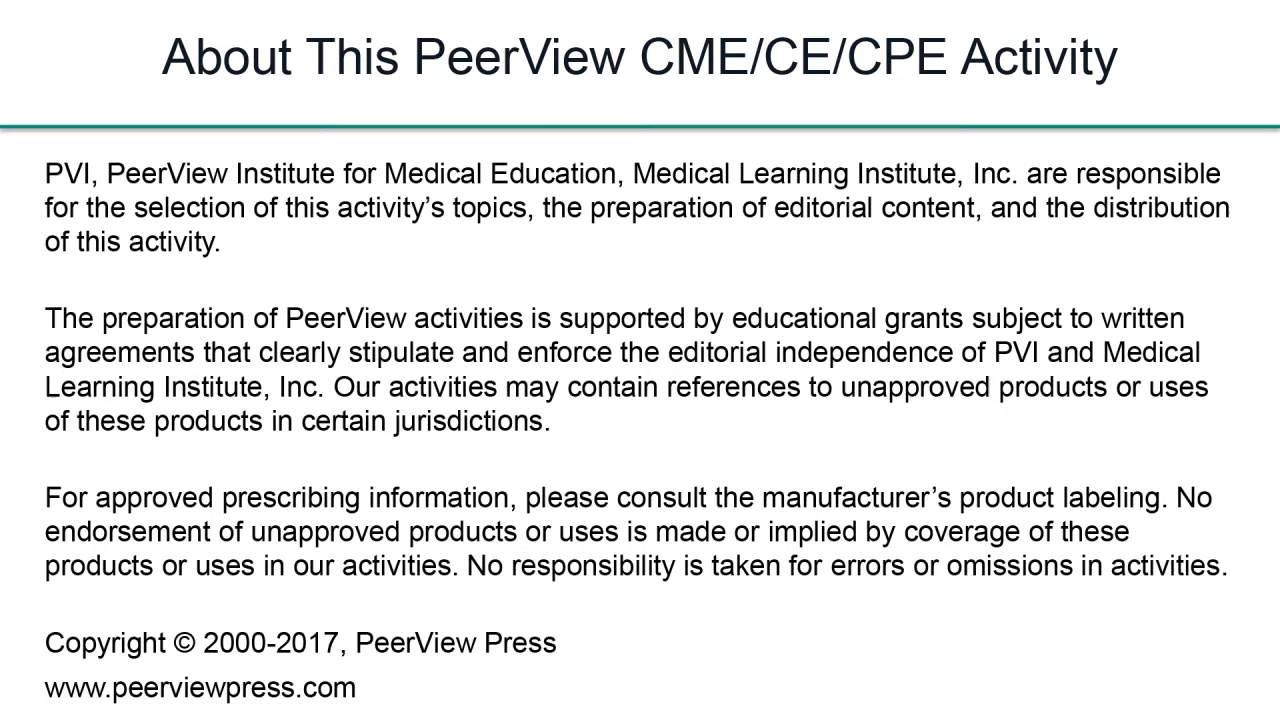 About This PeerView CME/CE/CPE Activity
PVI, PeerView Institute for Medical Education, Medical Learning Institute, Inc. are responsible
for the selection of this activity’s topics, the preparation of editorial content, and the distribution
of this activity.
The preparation of PeerView activities is supported by educational grants subject to written
agreements that clearly stipulate and enforce the editorial independence of PVI and Medical
Learning Institute, Inc. Our activities may contain references to unapproved products or uses
of these products in certain jurisdictions.
For approved prescribing information, please consult the manufacturer’s product labeling. No
endorsement of unapproved products or uses is made or implied by coverage of these
products or uses in our activities. No responsibility is taken for errors or omissions in activities.
Copyright © 2000-2017, PeerView Press
www.peerviewpress.com